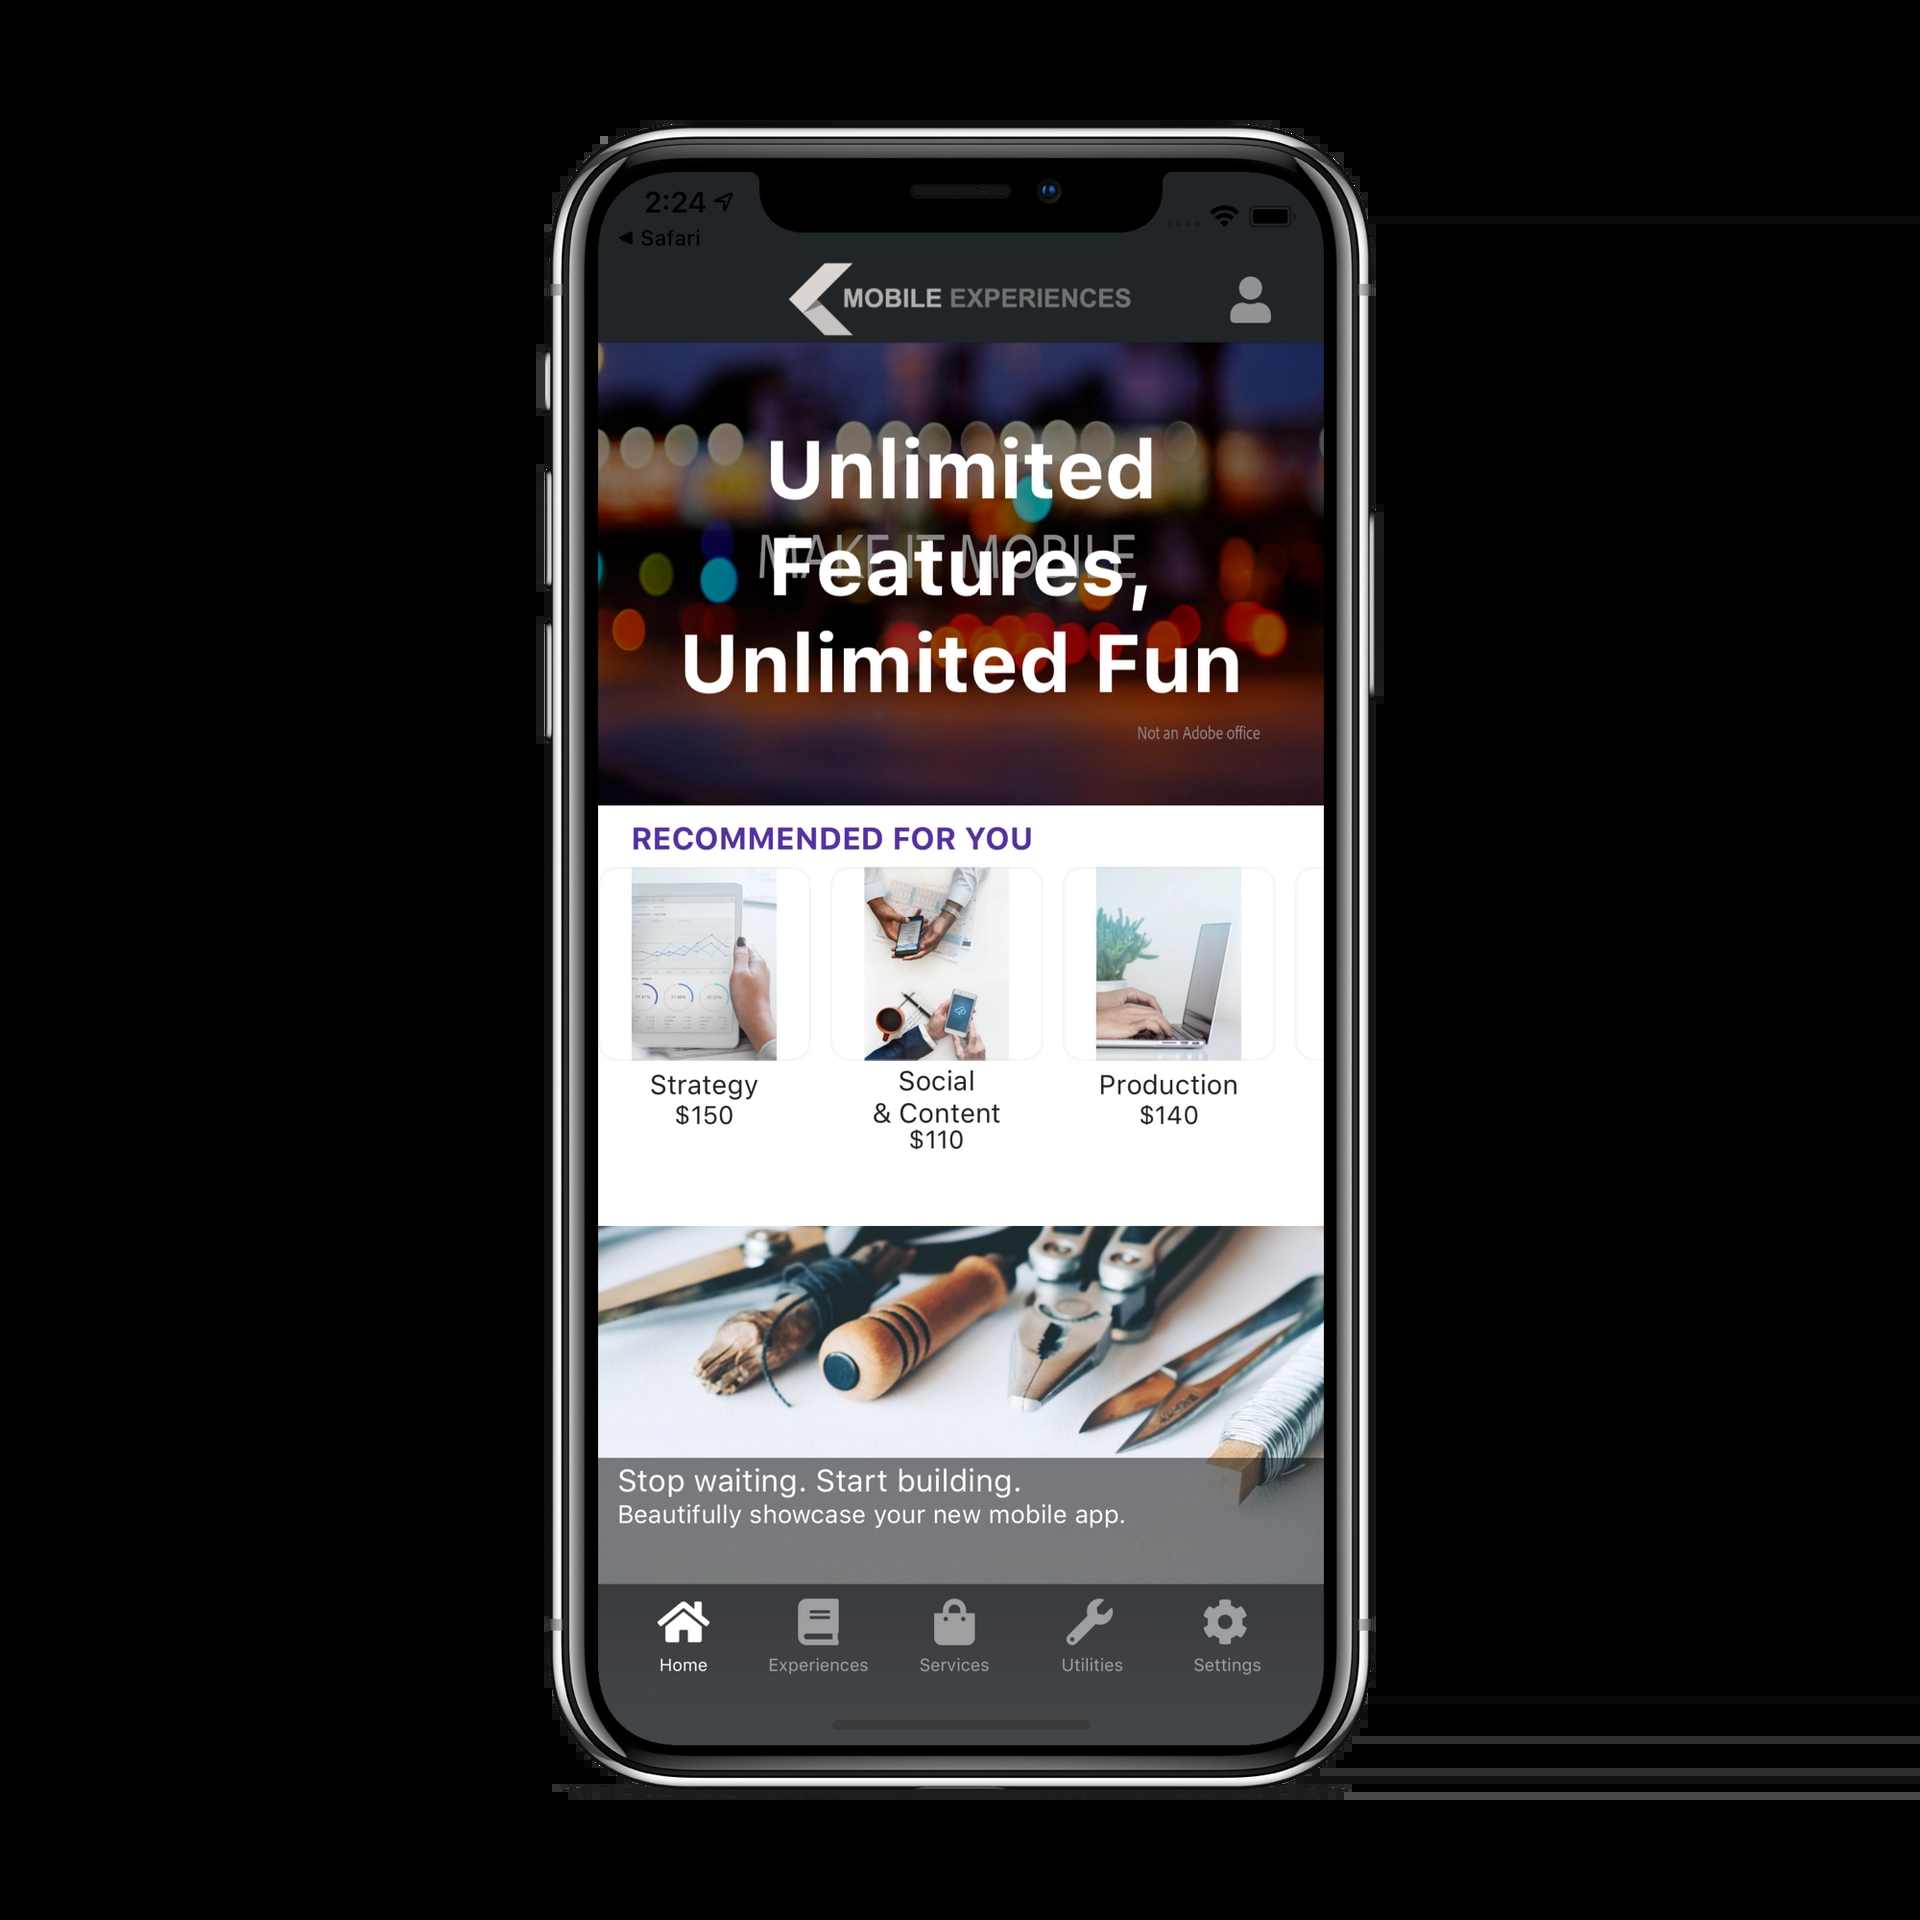 2:24
Safari
MOBILE EXPERIENCES
Unlimited
MAKE IT MOBILE
Features,
Unlimited Fun
Not an Adobe office
RECOMMENDED FOR YOU
Strategy
$150
Social
& Content
$110
Production
$140
Stop waiting. Start building.
Beautifully showcase your new mobile app.
Home
Experiences
Services
Utilities
Settings